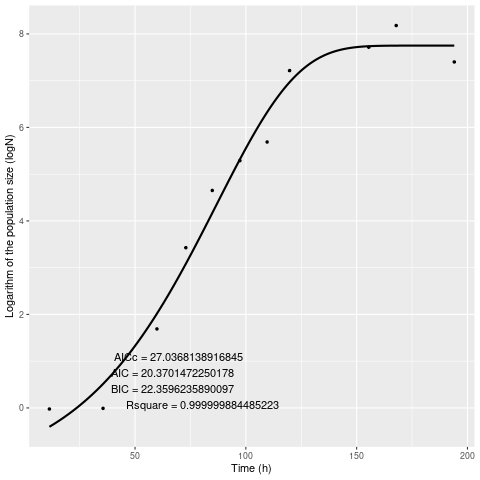 Logarithm of the population size (logN)
8
6
4
2
0
AICc = 27.0368138916845
AIC = 20.3701472250178
BIC = 22.3596235890097
Rsquare = 0.999999884485223
50
100
150
200
Time (h)